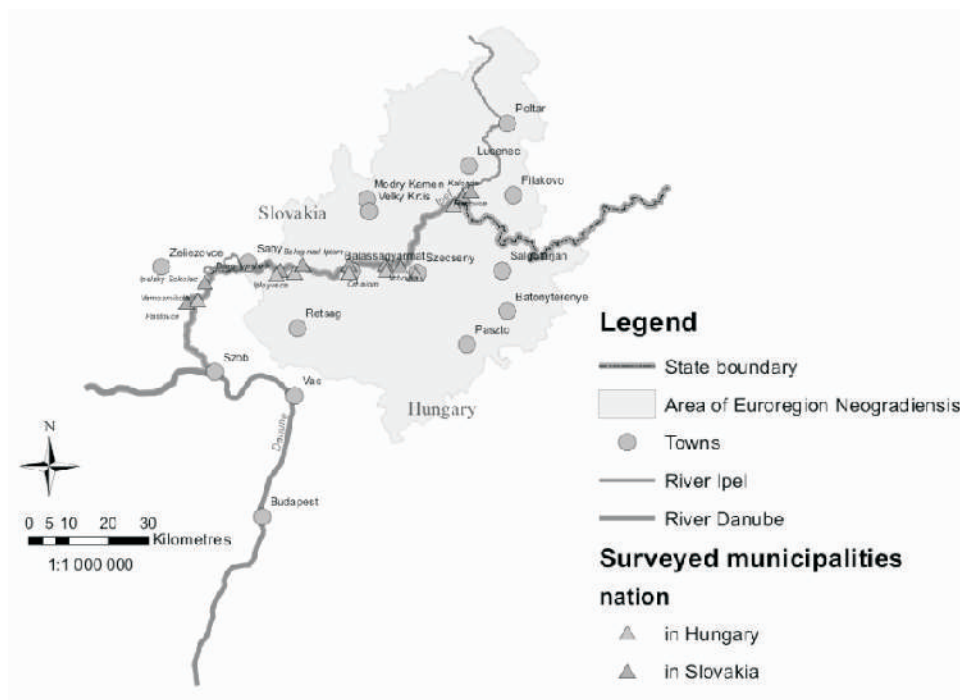 Poltar
Lucenec
Filakovo
Modry Kamen
Velky Krtis
Slovakia
Zeliezovce
Sahy
Balassagyarmat
Szecseny
Salgotarjan
Batonyterenye
Retsag
Paszto
Szob
Vac
Hungary
Danube
Budapest
N
0 5 10 20 30
Kilometres
1:1 000 000
Legend
State boundary
Area of Euroregion Neogradiensis
Towns
River Ipel
River Danube
Surveyed municipalities
nation
in Hungary
in Slovakia